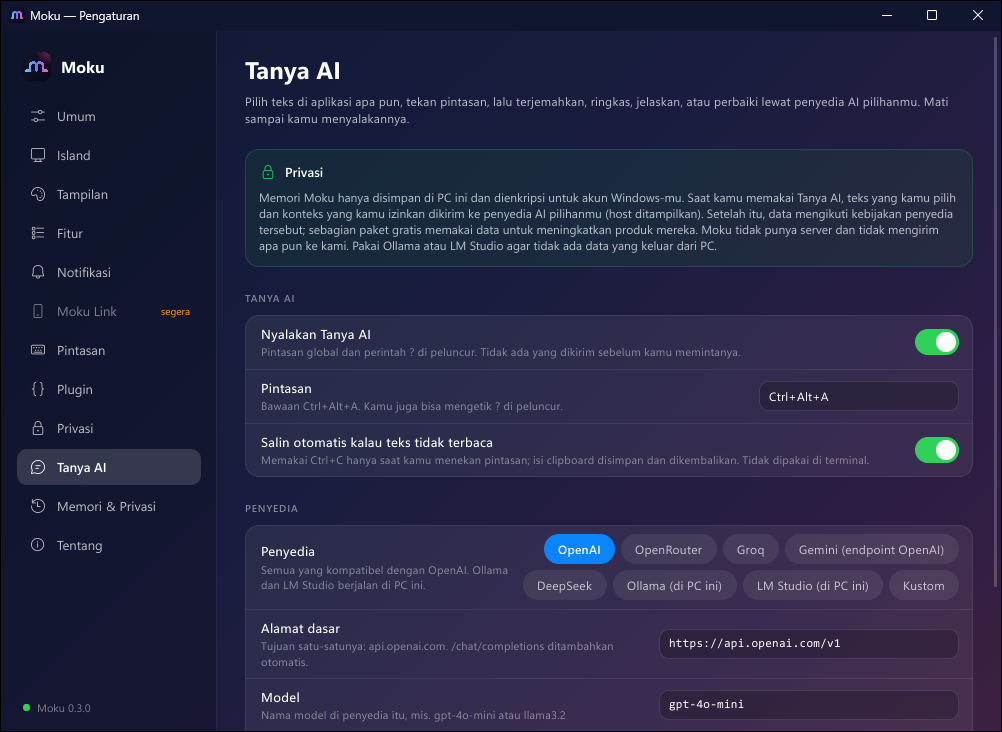 Moku — Pengaturan
Moku
Umum
Island
Tampilan
Fitur
Notifikasi
Moku Link
segera
Pintasan
Plugin
Privasi
Tanya AI
Memori & Privasi
Tentang
Moku 0.3.0
Tanya AI
Pilih teks di aplikasi apa pun, tekan pintasan, lalu terjemahkan, ringkas, jelaskan, atau perbaiki lewat penyedia AI pilihanmu. Mati
sampai kamu menyalakannya.
Privasi
Memori Moku hanya disimpan di PC ini dan dienkripsi untuk akun Windows-mu. Saat kamu memakai Tanya AI, teks yang kamu pilih
dan konteks yang kamu izinkan dikirim ke penyedia AI pilihanmu (host ditampilkan). Setelah itu, data mengikuti kebijakan penyedia
tersebut; sebagian paket gratis memakai data untuk meningkatkan produk mereka. Moku tidak punya server dan tidak mengirim
apa pun ke kami. Pakai Ollama atau LM Studio agar tidak ada data yang keluar dari PC.
TANYA AI
Nyalakan Tanya AI
Pintasan global dan perintah ? di peluncur. Tidak ada yang dikirim sebelum kamu memintanya.
Pintasan
Bawaan Ctrl+Alt+A. Kamu juga bisa mengetik ? di peluncur.
Ctrl+Alt+A
Salin otomatis kalau teks tidak terbaca
Memakai Ctrl+C hanya saat kamu menekan pintasan; isi clipboard disimpan dan dikembalikan. Tidak dipakai di terminal.
PENYEDIA
Penyedia
Semua yang kompatibel dengan OpenAI. Ollama
dan LM Studio berjalan di PC ini.
OpenAI
OpenRouter
Groq
Gemini (endpoint OpenAI)
DeepSeek
Ollama (di PC ini)
LM Studio (di PC ini)
Kustom
Alamat dasar
Tujuan satu-satunya: api.openai.com. /chat/completions ditambahkan
otomatis.
https://api.openai.com/v1
Model
Nama model di penyedia itu, mis. gpt-4o-mini atau llama3.2
gpt-4o-mini